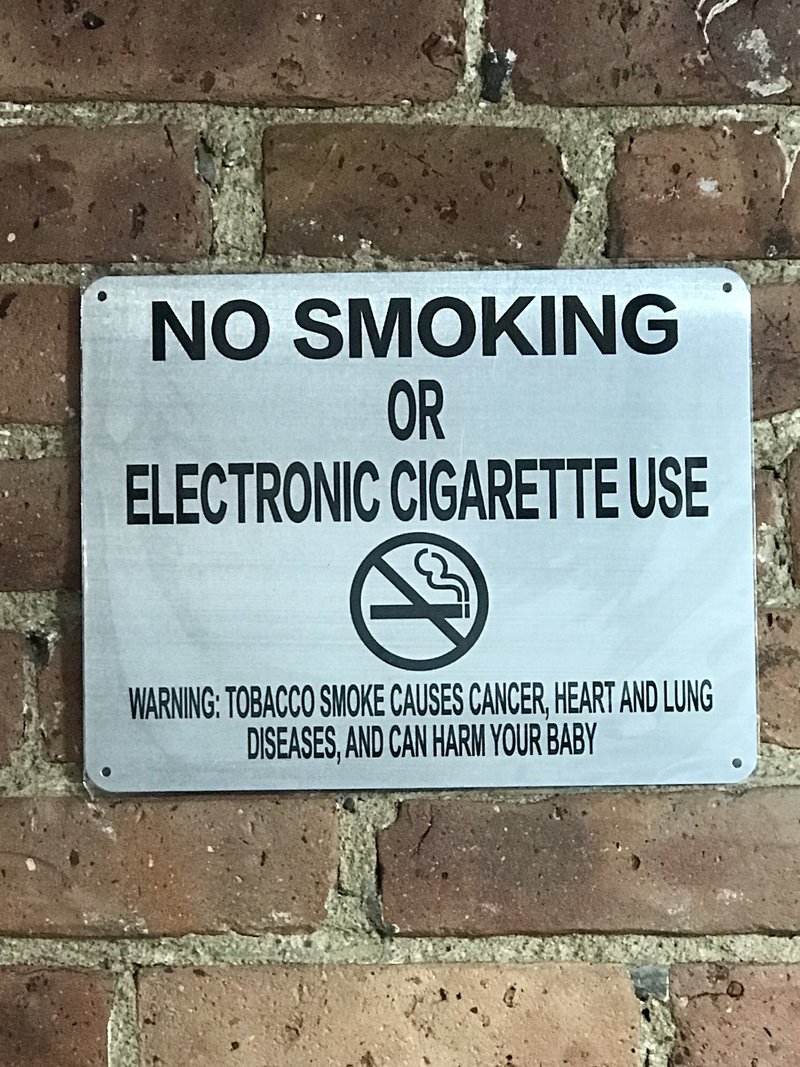 NO SMOKING
OR
ELECTRONIC CIGARETTE USE
WARNING: TOBACCO SMOKE CAUSES CANCER, HEART AND LUNG
DISEASES, AND CAN HARM YOUR BABY